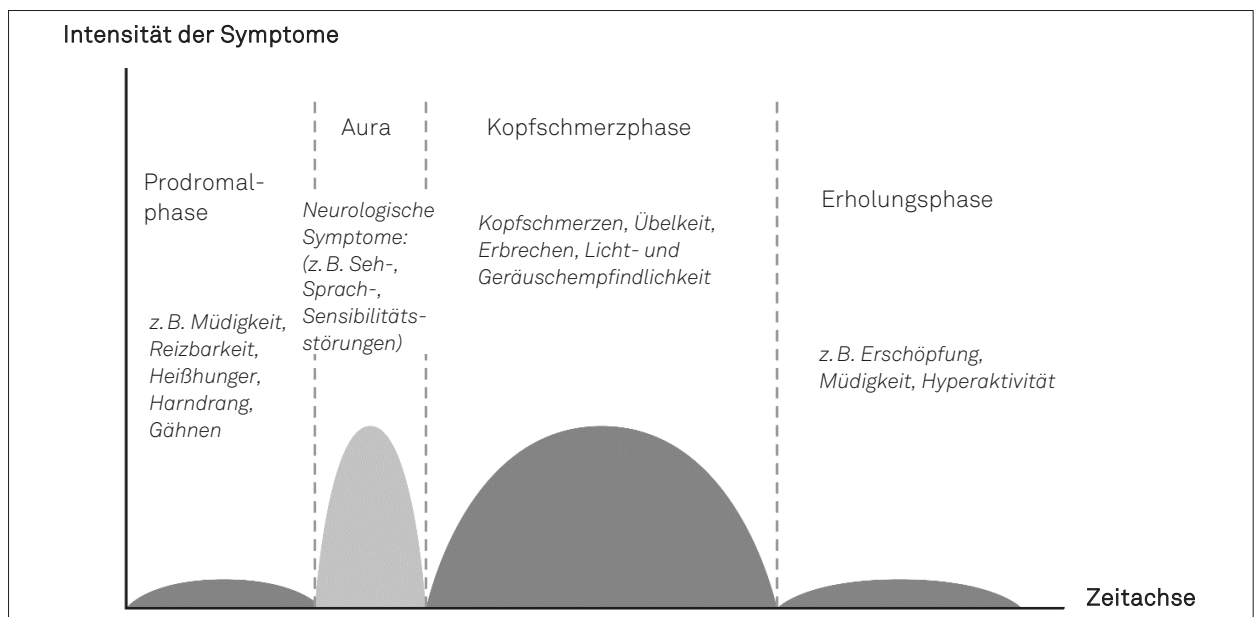 Intensität der Symptome
Aura
Kopfschmerzphase
Prodromal-
phase
Erholungsphase
Neurologische
Symptome:
(z. B. Seh-,
Sprach-,
Sensibilitäts-
störungen)
Kopfschmerzen, Übelkeit,
Erbrechen, Licht- und
Geräuschempfindlichkeit
z. B. Müdigkeit,
Reizbarkeit,
Heißhunger,
Harndrang,
Gähnen
z. B. Erschöpfung,
Müdigkeit, Hyperaktivität
Zeitachse